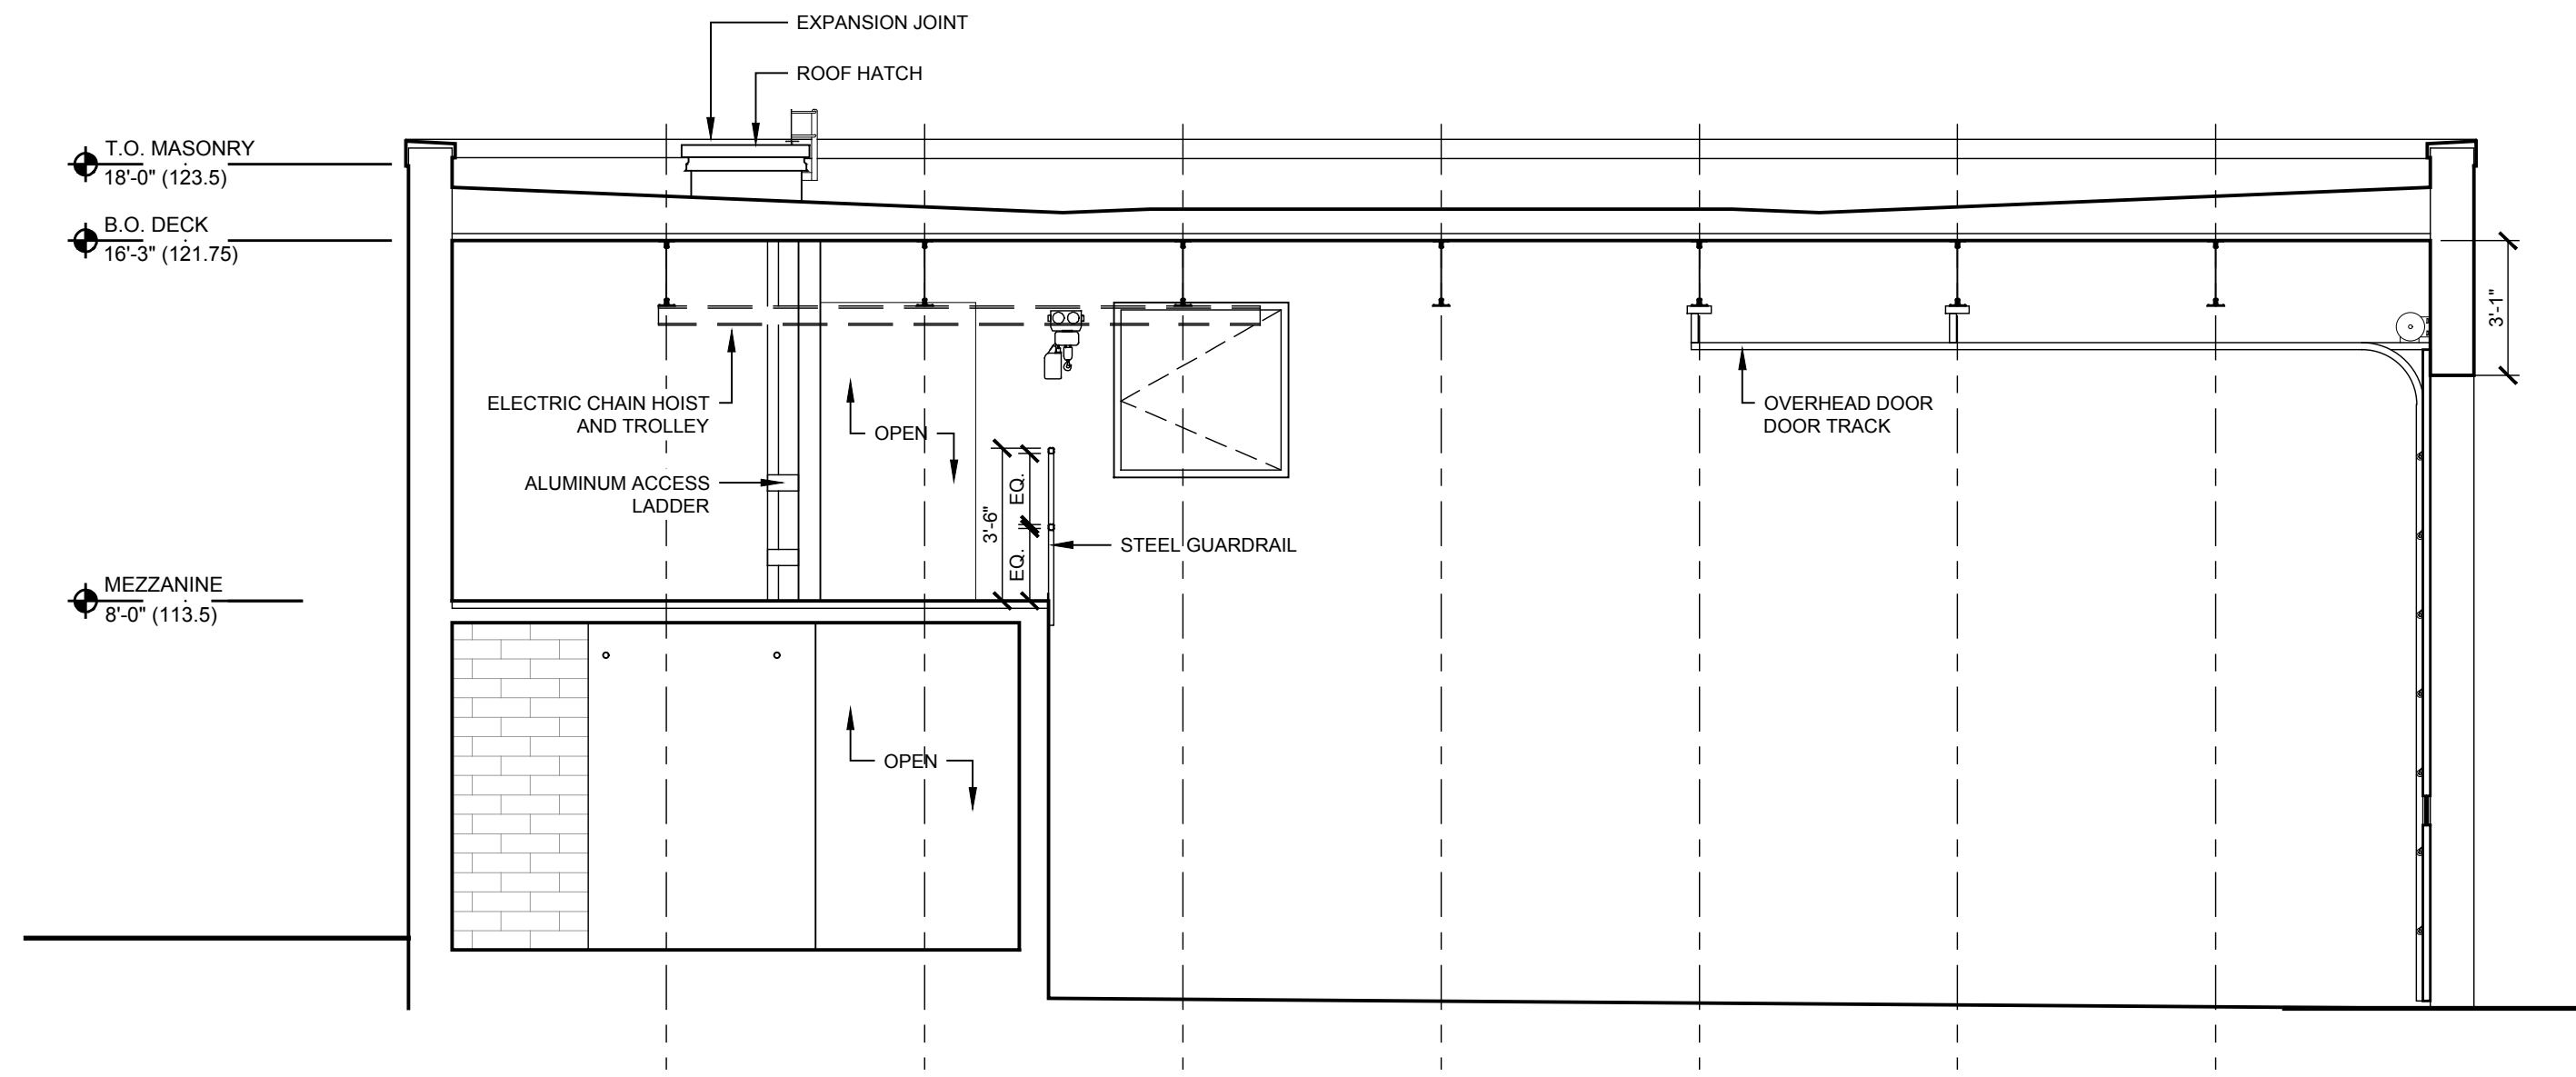 EXPANSION JOINT
ROOF HATCH
T.O. MASONRY
18'-0" (123.5)
B.O. DECK
16'-3" (121.75)
3'-1"
ELECTRIC CHAIN HOIST
AND TROLLEY
OPEN
OVERHEAD DOOR
DOOR TRACK
ALUMINUM ACCESS
LADDER
EQ.
3'-6"
EQ.
STEEL GUARDRAIL
MEZZANINE
8'-0" (113.5)
OPEN